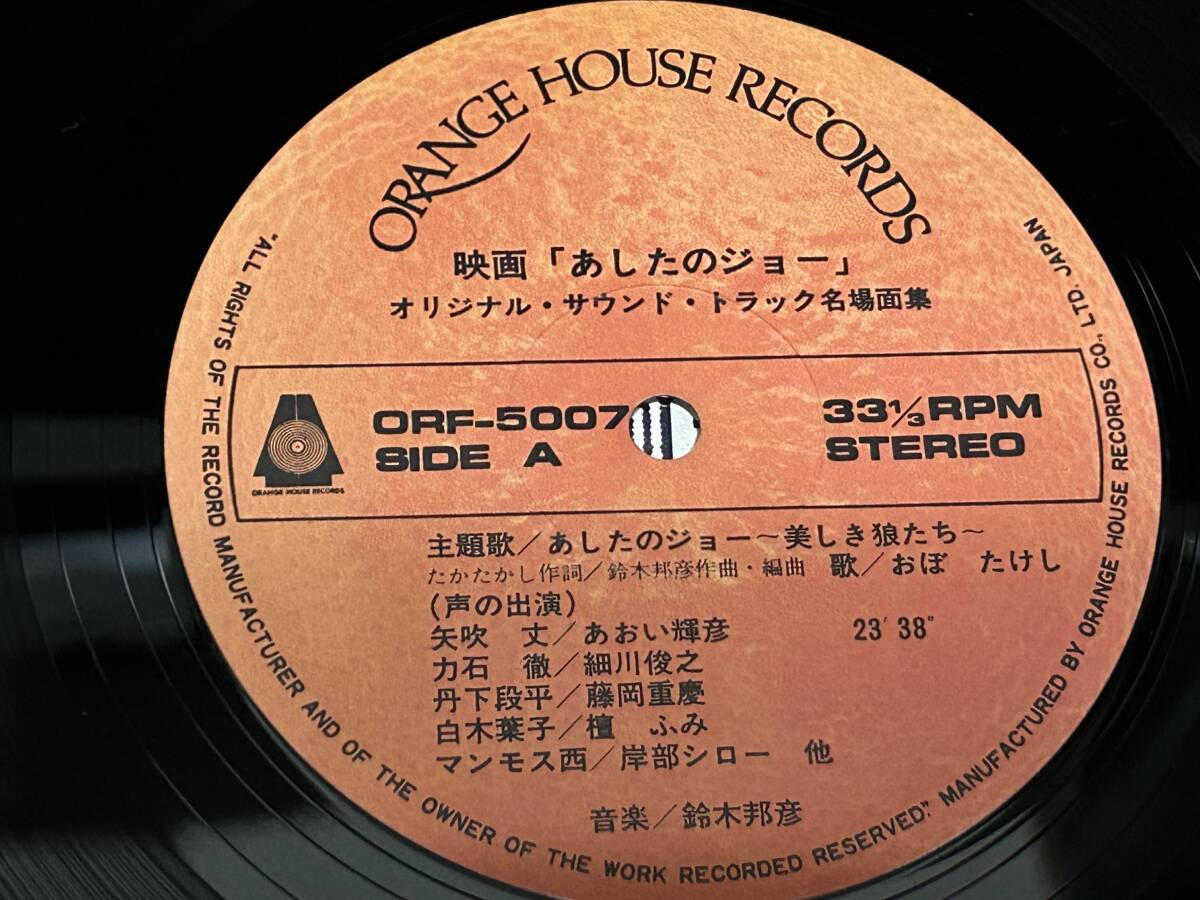 ORANGE HOUSE RECORDS
映画「あしたのジョー」
オリジナル・サウンド・トラック名場面集
ORANGE HOUSE RECORDS
ORF-5007
SIDE A
33 1/3 RPM
STEREO
主題歌/あしたのジョー~美しき狼たち~
たかたかし作詞/鈴木邦彦作曲・編曲 歌/おぼ たけし
(声の出演)
矢吹 丈/あおい輝彦 23′38″
力石 徹/細川俊之
丹下段平/藤岡重慶
白木葉子/檀 ふみ
マンモス西/岸部シロー 他
音楽/鈴木邦彦
"ALL RIGHTS OF THE RECORD MANUFACTURER AND OF THE OWNER OF THE WORK RECORDED RESERVED." MANUFACTURED BY ORANGE HOUSE RECORDS CO., LTD. JAPAN